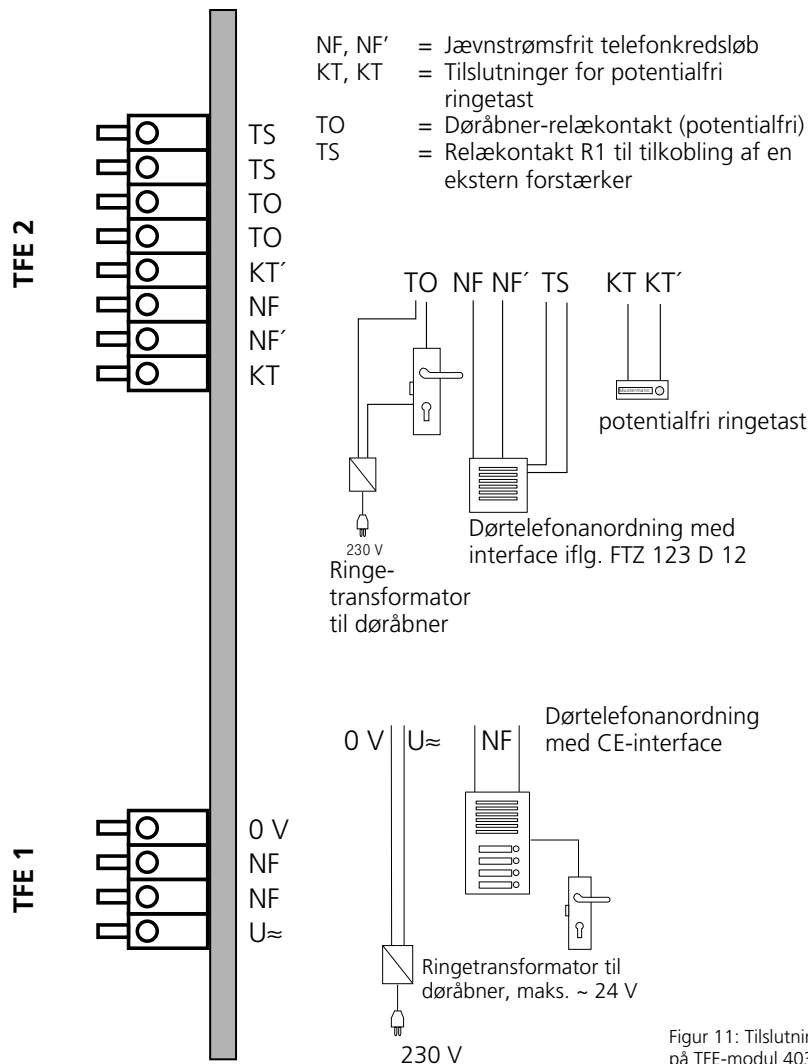 NF, NF’ = Jævnstrømsfrit telefonkredsløb
KT, KT = Tilslutninger for potentialfri
ringetast
TO = Døråbner-relækontakt (potentialfri)
TS = Relækontakt R1 til tilkobling af en
ekstern forstærker
TFE 2
TS
TS
TO
TO
KT´
NF
NF´
KT
TO NF NF´ TS KT KT´
Mustermann
potentialfri ringetast
230 V
Ringe-
transformator
til døråbner
Dørtelefonanordning med
interface iflg. FTZ 123 D 12
TFE 1
0 V
NF
NF
U≈
0 V U≈ NF
Dørtelefonanordning
med CE-interface
Ringetransformator til
døråbner, maks. ~ 24 V
230 V
Figur 11:
på TFE-modul